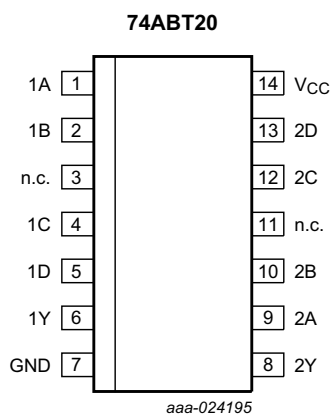 74ABT20
1A 1 14 VCC
1B 2 13 2D
n.c. 3 12 2C
1C 4 11 n.c.
1D 5 10 2B
1Y 6 9 2A
GND 7 8 2Y
aaa-024195